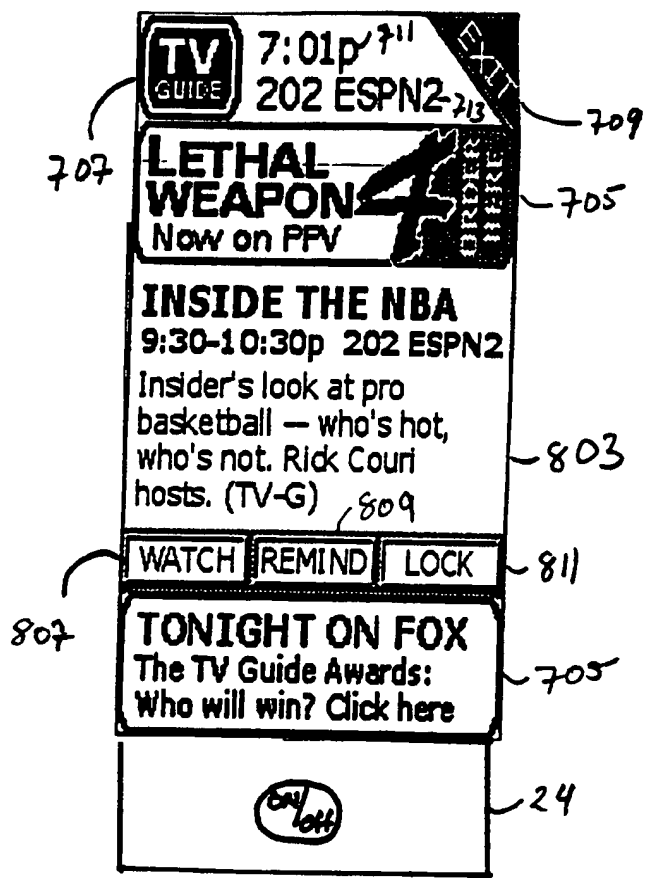 TV
GUIDE
7:01p 711
202 ESPN2 713
EXIT
709
707
LETHAL
WEAPON 4
Now on PPV
ORDER
HERE
705
INSIDE THE NBA
9:30-10:30p 202 ESPN2
Insider's look at pro
basketball — who's hot,
who's not. Rick Couri
hosts. (TV-G)
803
809
WATCH REMIND LOCK
811
807
TONIGHT ON FOX
The TV Guide Awards:
Who will win? Click here
705
ON/Off
24